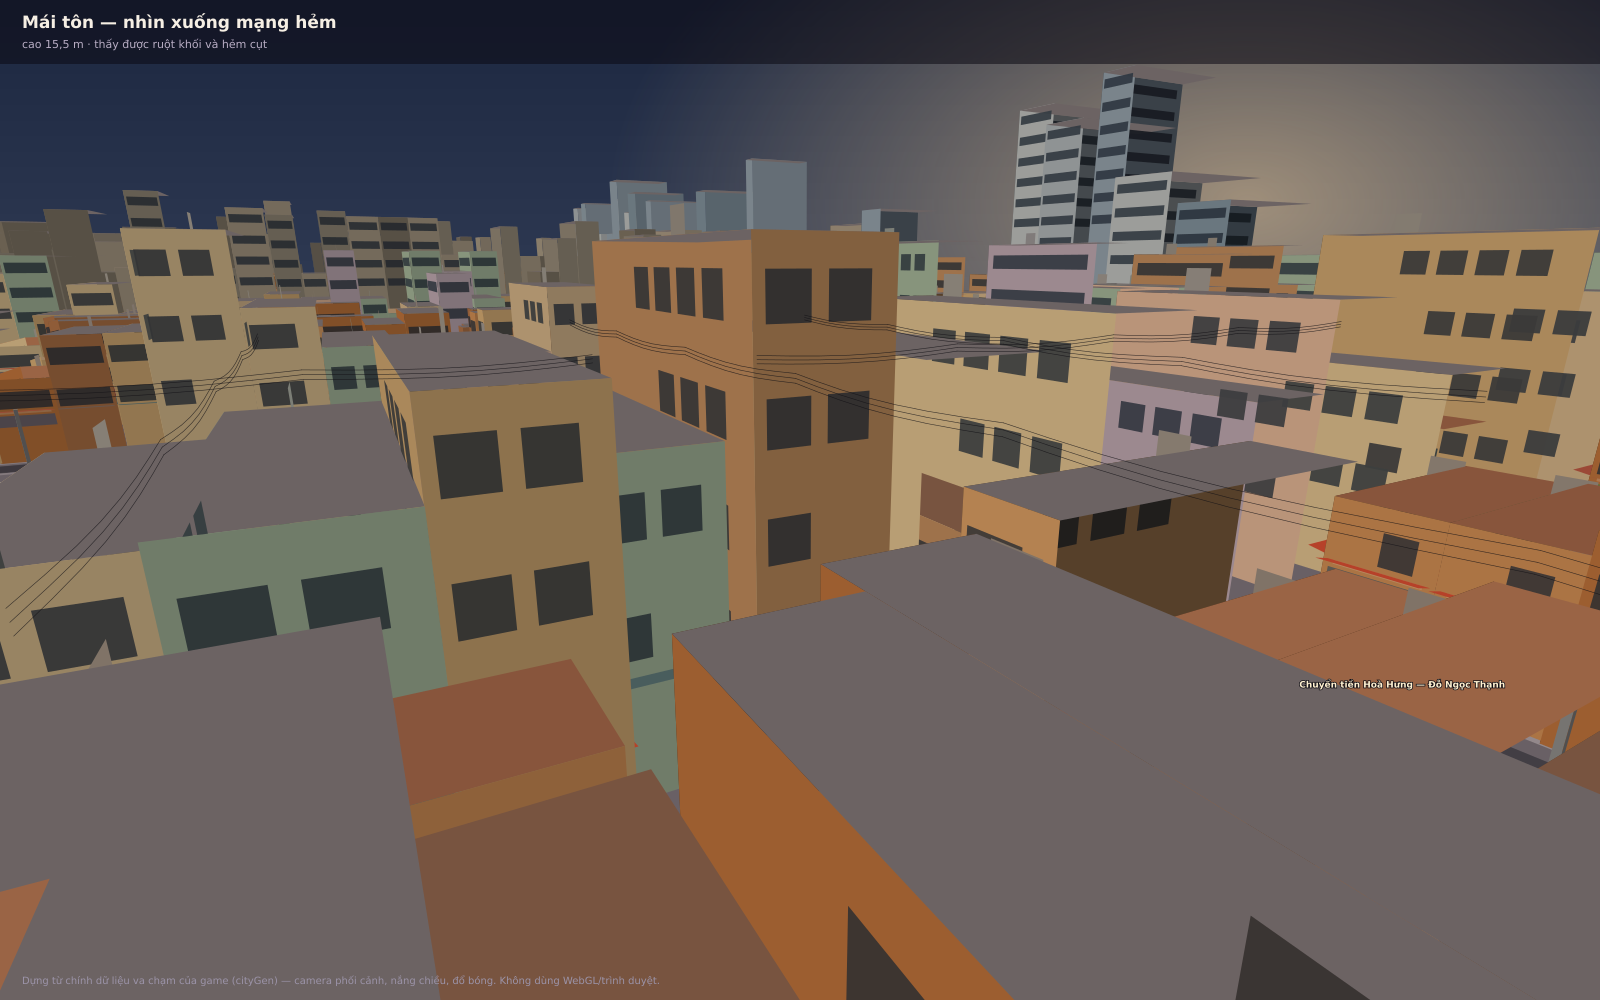 Mái tôn — nhìn xuống mạng hẻm
cao 15,5 m · thấy được ruột khối và hẻm cụt
Chuyển tiền Hoà Hưng — Đỗ Ngọc Thạnh
Dựng từ chính dữ liệu va chạm của game (cityGen) — camera phối cảnh, nắng chiều, đổ bóng. Không dùng WebGL/trình duyệt.